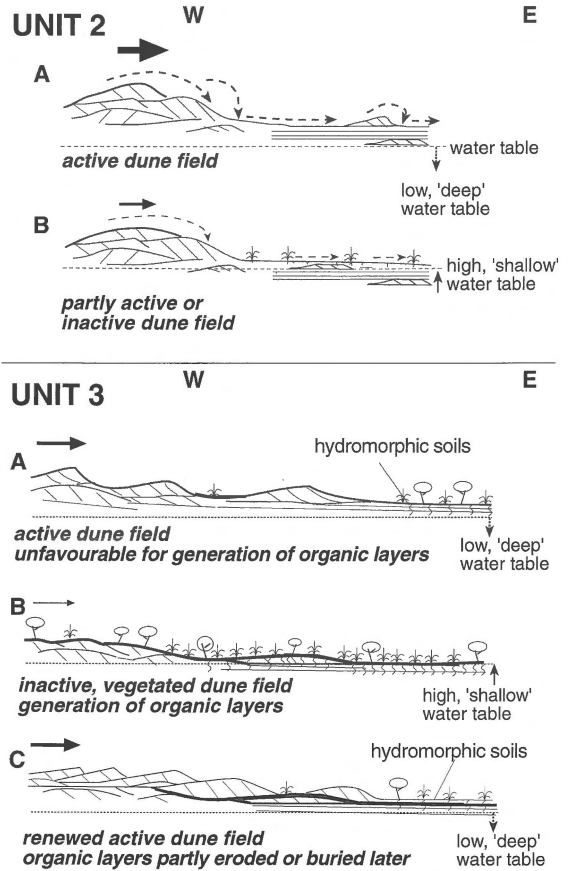 UNIT 2
W
E
A
water table
active dune field
low, 'deep'
water table
B
high, 'shallow'
water table
partly active or
inactive dune field
W
E
UNIT 3
hydromorphic soils
A
active dune field
unfavourable for generation of organic layers
low, 'deep'
water table
B
inactive, vegetated dune field
generation of organic layers
high, 'shallow'
water table
C
hydromorphic soils
renewed active dune field
organic layers partly eroded or buried later
low, 'deep'
water table